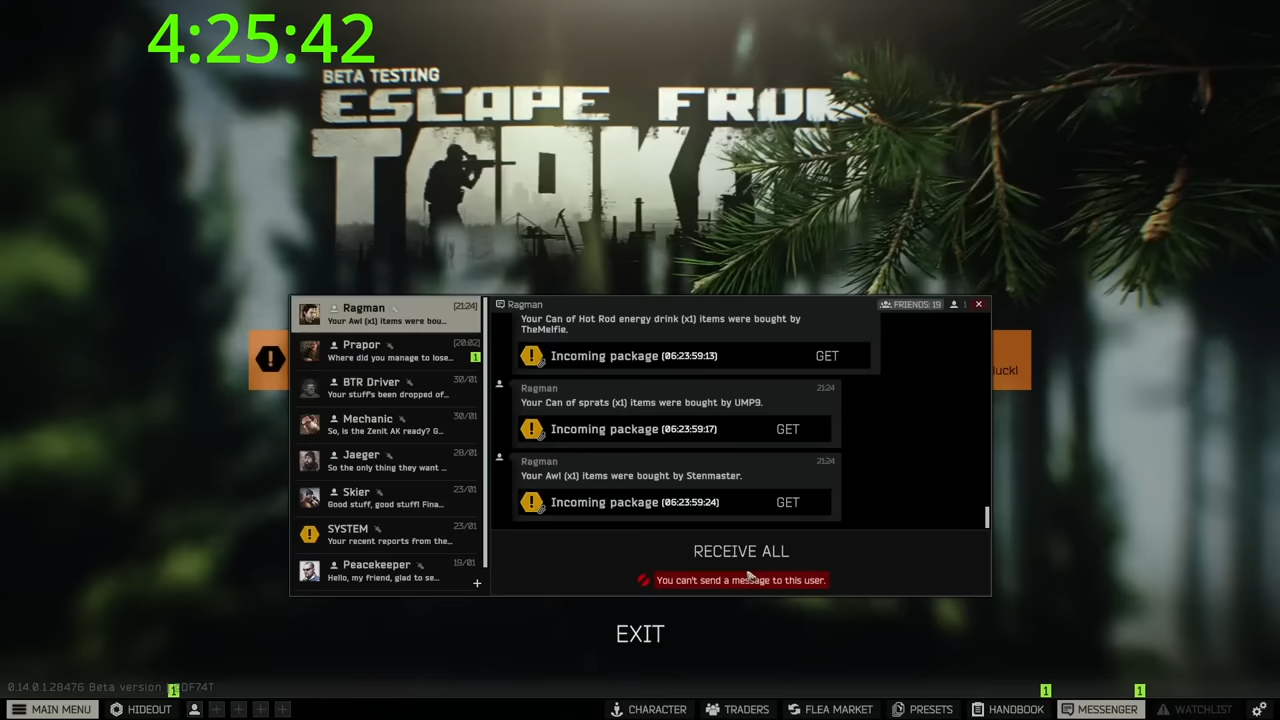 4:25:42
BETA TESTING
ESCAPE FROM
TARKOV
Ragman
[21:24]
Your Awl (x1) items were bou...
Prapor
[20:02]
Where did you manage to lose...
1
BTR Driver
30/01
Your stuff's been dropped of...
Mechanic
30/01
So, is the Zenit AK ready? G...
Jaeger
28/01
So the only thing they want ...
Skier
23/01
Good stuff, good stuff! Fina...
SYSTEM
23/01
Your recent reports from the...
Peacekeeper
19/01
Hello, my friend, glad to se...
+
Ragman
FRIENDS: 19
1
Your Can of Hot Rod energy drink (x1) items were bought by
TheMelfie.
Incoming package (06:23:59:13)
GET
Ragman
21:24
Your Can of sprats (x1) items were bought by UMP9.
Incoming package (06:23:59:17)
GET
Ragman
21:24
Your Awl (x1) items were bought by Stenmaster.
Incoming package (06:23:59:24)
GET
RECEIVE ALL
You can't send a message to this user.
luck!
EXIT
0.14.0.1.28476 Beta version
DF74T
1
1
1
MAIN MENU
HIDEOUT
CHARACTER
TRADERS
FLEA MARKET
PRESETS
HANDBOOK
MESSENGER
WATCHLIST